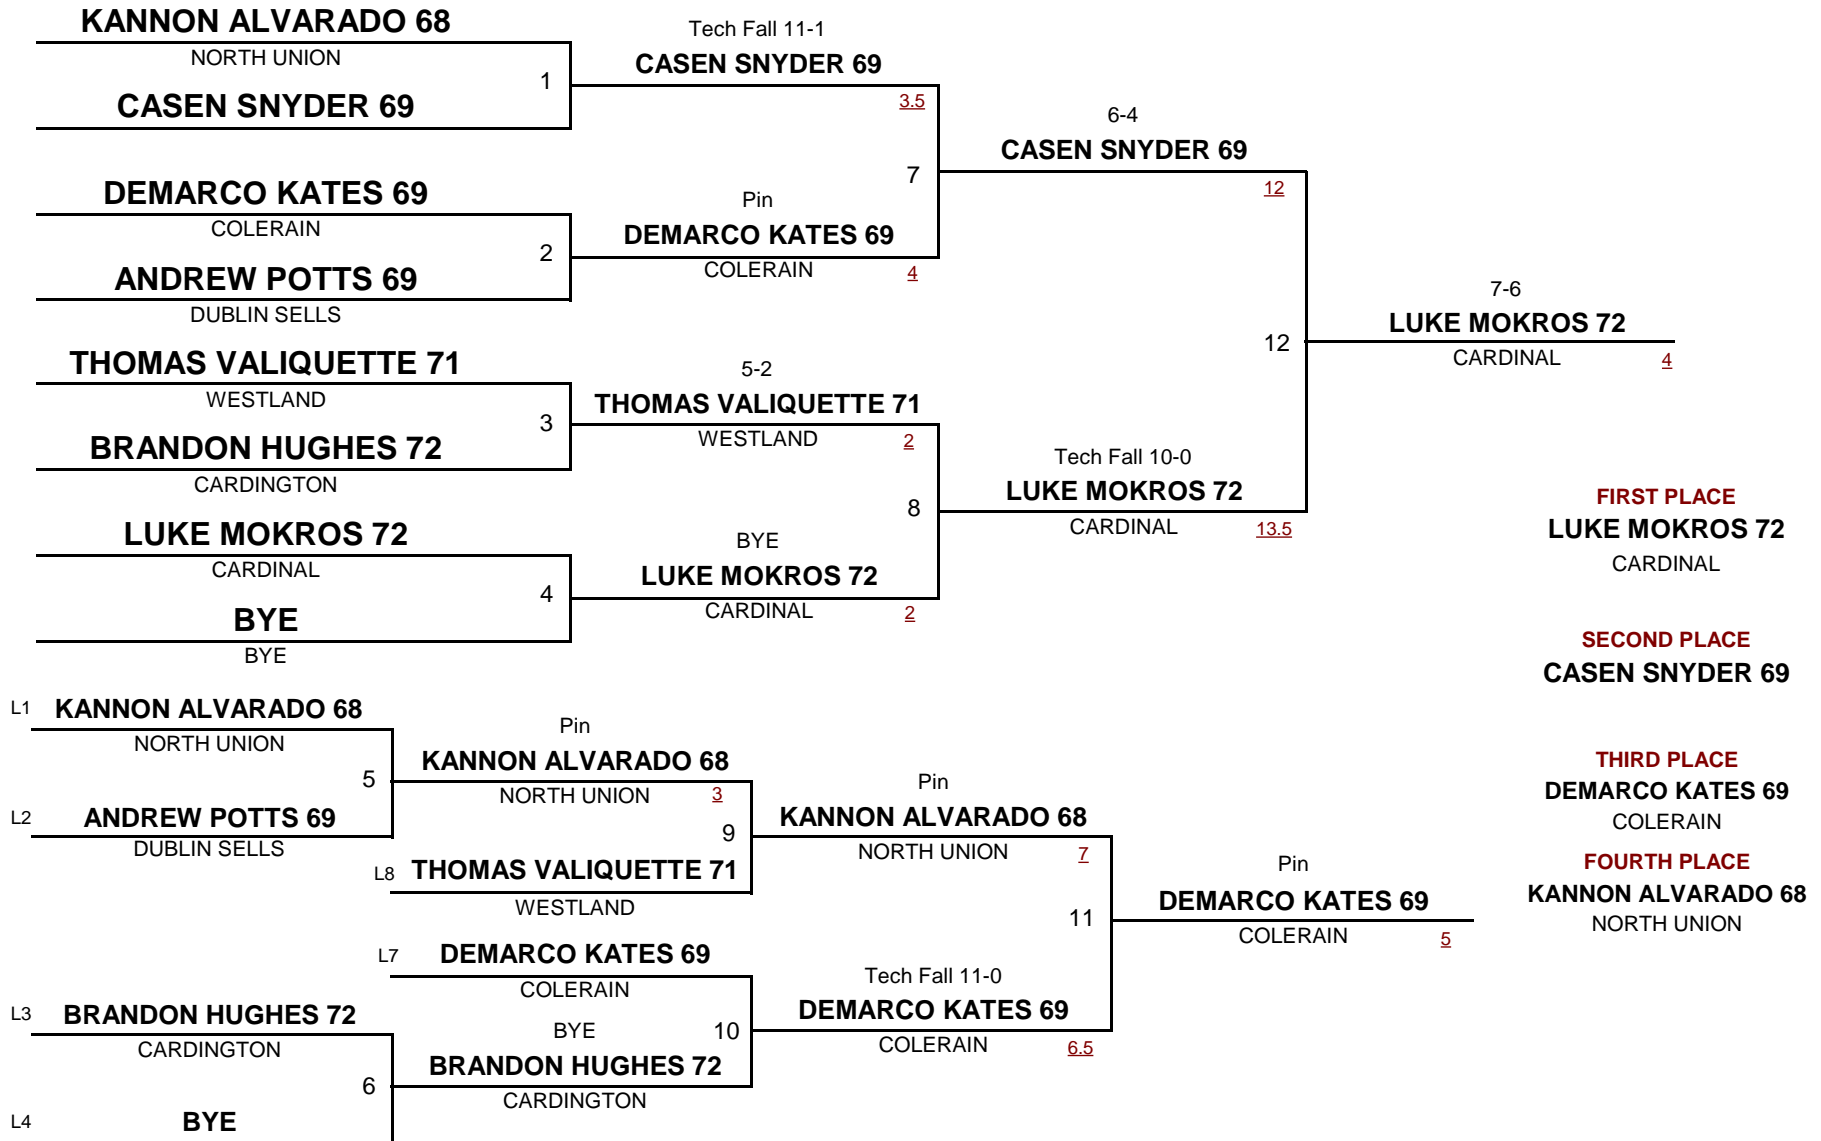 KANNON ALVARADO 68
NORTH UNION
1
CASEN SNYDER 69
Tech Fall 11-1
CASEN SNYDER 69
3.5
DEMARCO KATES 69
COLERAIN
2
ANDREW POTTS 69
DUBLIN SELLS
7
Pin
DEMARCO KATES 69
COLERAIN
4
6-4
CASEN SNYDER 69
12
THOMAS VALIQUETTE 71
WESTLAND
3
BRANDON HUGHES 72
CARDINGTON
5-2
THOMAS VALIQUETTE 71
WESTLAND
2
LUKE MOKROS 72
CARDINAL
4
BYE
BYE
8
BYE
LUKE MOKROS 72
CARDINAL
2
Tech Fall 10-0
LUKE MOKROS 72
CARDINAL
13.5
12
7-6
LUKE MOKROS 72
CARDINAL
4
FIRST PLACE
LUKE MOKROS 72
CARDINAL
SECOND PLACE
CASEN SNYDER 69
THIRD PLACE
DEMARCO KATES 69
COLERAIN
FOURTH PLACE
KANNON ALVARADO 68
NORTH UNION
L1 KANNON ALVARADO 68
NORTH UNION
5
L2 ANDREW POTTS 69
DUBLIN SELLS
Pin
KANNON ALVARADO 68
NORTH UNION
3
9
L8 THOMAS VALIQUETTE 71
WESTLAND
Pin
KANNON ALVARADO 68
NORTH UNION
7
L7 DEMARCO KATES 69
COLERAIN
L3 BRANDON HUGHES 72
CARDINGTON
6
L4 BYE
BYE
10
BRANDON HUGHES 72
CARDINGTON
Tech Fall 11-0
DEMARCO KATES 69
COLERAIN
6.5
11
Pin
DEMARCO KATES 69
COLERAIN
5